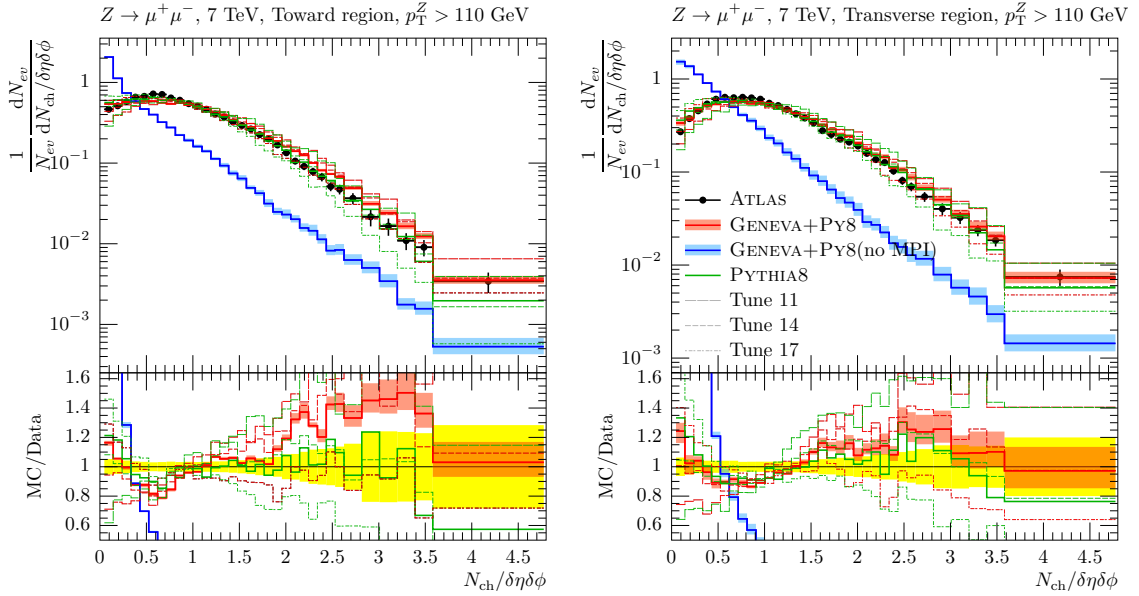 Z → μ⁺μ⁻, 7 TeV, Toward region, p_T^Z > 110 GeV
1/N_ev dN_ev/dN_ch/δηδφ
1
10⁻¹
10⁻²
10⁻³
MC/Data
1.6
1.4
1.2
1
0.8
0.6
0 0.5 1 1.5 2 2.5 3 3.5 4 4.5
N_ch/δηδφ
Z → μ⁺μ⁻, 7 TeV, Transverse region, p_T^Z > 110 GeV
1/N_ev dN_ev/dN_ch/δηδφ
1
10⁻¹
10⁻²
10⁻³
ATLAS
GENEVA+PY8
GENEVA+PY8(no MPI)
PYTHIA8
Tune 11
Tune 14
Tune 17
MC/Data
1.6
1.4
1.2
1
0.8
0.6
0 0.5 1 1.5 2 2.5 3 3.5 4 4.5
N_ch/δηδφ